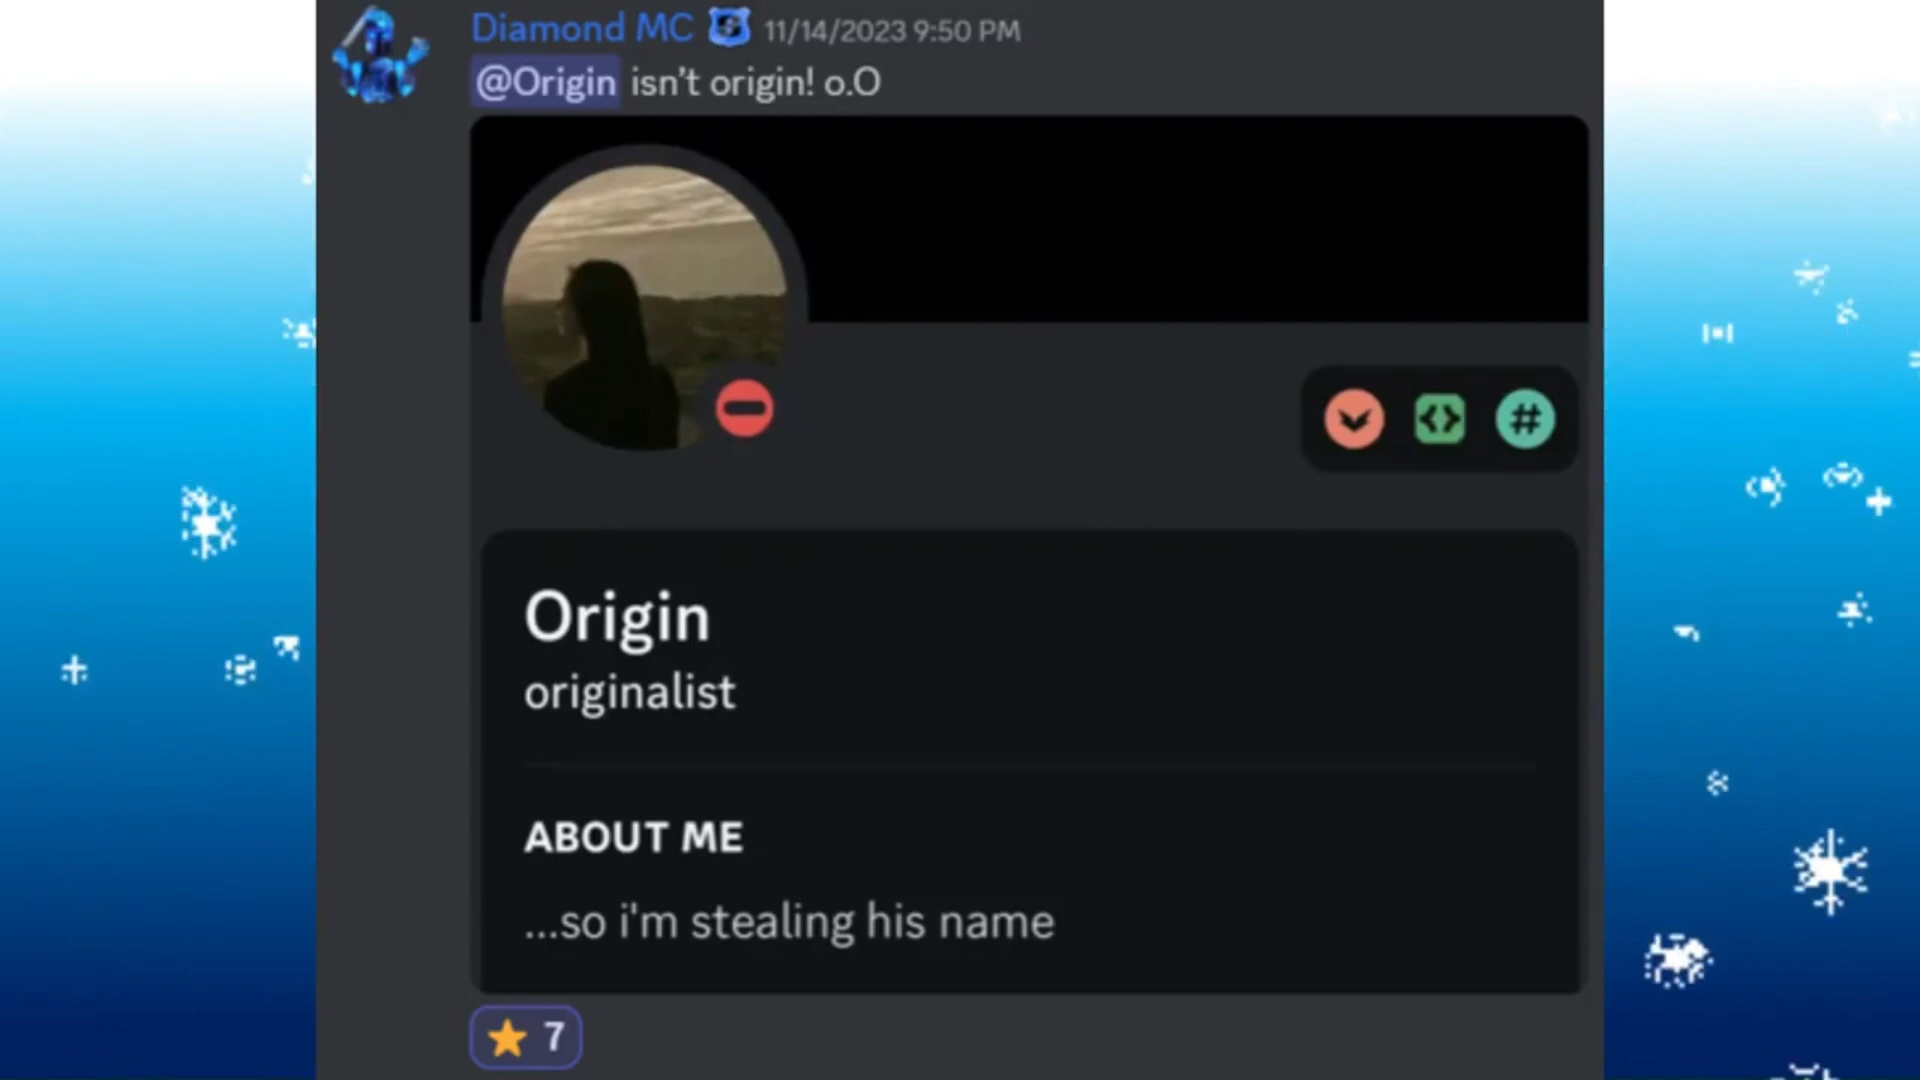 Diamond MC 11/14/2023 9:50 PM
@Origin isn't origin! o.O
Origin
originalist
ABOUT ME
...so i'm stealing his name
7